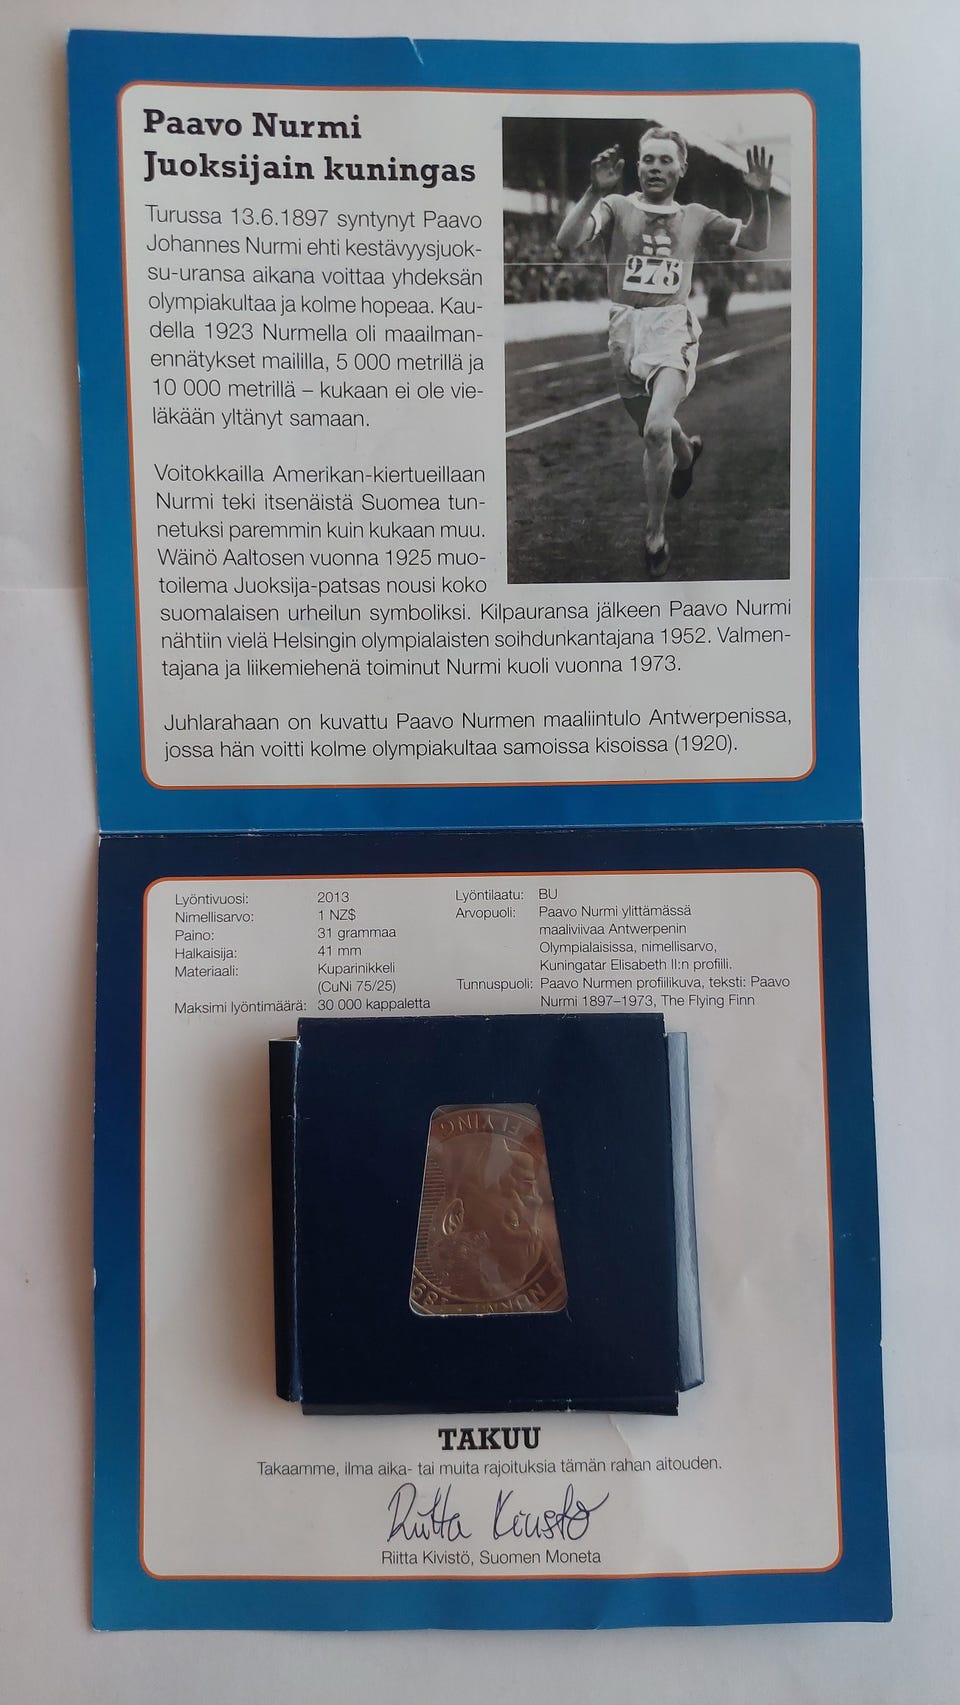 Paavo Nurmi
Juoksijain kuningas
Turussa 13.6.1897 syntynyt Paavo
Johannes Nurmi ehti kestävyysjuok-
su-uransa aikana voittaa yhdeksän
olympiakultaa ja kolme hopeaa. Kau-
della 1923 Nurmella oli maailman-
ennätykset maililla, 5 000 metrillä ja
10 000 metrillä – kukaan ei ole vie-
läkään yltänyt samaan.
275
Voitokkailla Amerikan-kiertueillaan
Nurmi teki itsenäistä Suomea tun-
netuksi paremmin kuin kukaan muu.
Wäinö Aaltosen vuonna 1925 muo-
toilema Juoksija-patsas nousi koko
suomalaisen urheilun symboliksi. Kilpauransa jälkeen Paavo Nurmi
nähtiin vielä Helsingin olympialaisten soihdunkantajana 1952. Valmen-
tajana ja liikemiehenä toiminut Nurmi kuoli vuonna 1973.
Juhlarahaan on kuvattu Paavo Nurmen maaliintulo Antwerpenissa,
jossa hän voitti kolme olympiakultaa samoissa kisoissa (1920).
Lyöntivuosi: 2013
Nimellisarvo: 1 NZ$
Paino: 31 grammaa
Halkaisija: 41 mm
Materiaali: Kuparinikkeli
(CuNi 75/25)
Maksimi lyöntimäärä: 30 000 kappaletta
Lyöntilaatu: BU
Arvopuoli: Paavo Nurmi ylittämässä
maaliviivaa Antwerpenin
Olympialaisissa, nimellisarvo,
Kuningatar Elisabeth II:n profiili.
Tunnuspuoli: Paavo Nurmen profiilikuva, teksti: Paavo
Nurmi 1897–1973, The Flying Finn
FLYING
NURMI 189
TAKUU
Takaamme, ilma aika- tai muita rajoituksia tämän rahan aitouden.
Riitta Kivistö
Riitta Kivistö, Suomen Moneta